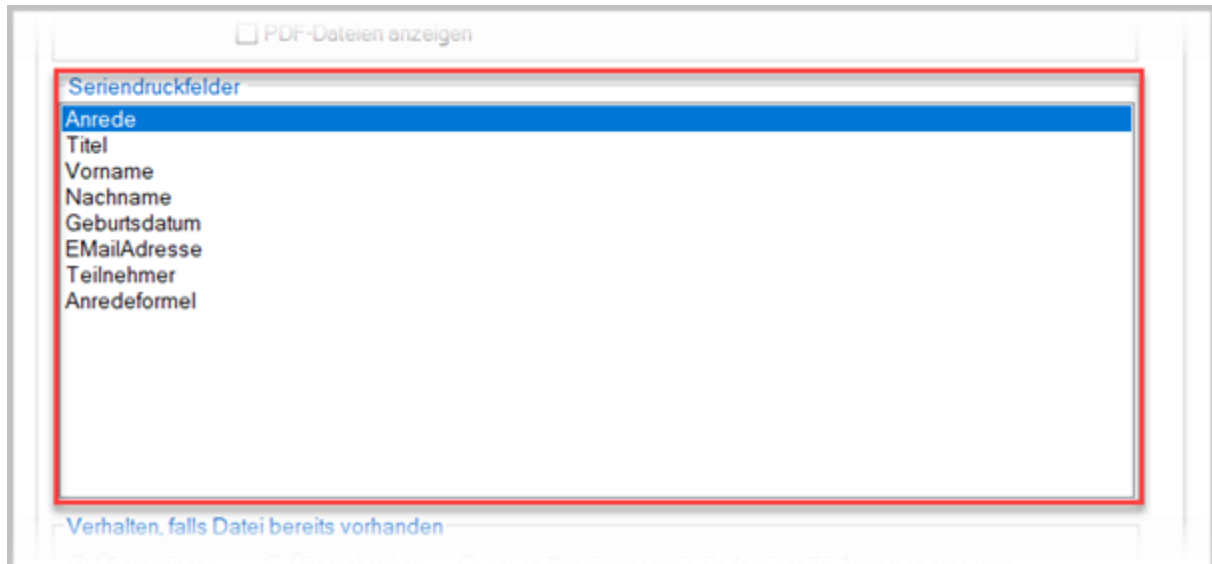 PDF-Dateien anzeigen
Seriendruckfelder
Anrede
Titel
Vorname
Nachname
Geburtsdatum
EMailAdresse
Teilnehmer
Anredeformel
Verhalten, falls Datei bereits vorhanden